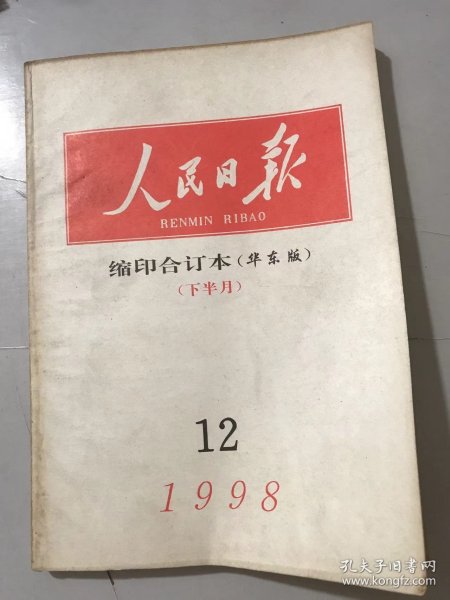 人民日报
RENMIN RIBAO
缩印合订本(华东版)
(下半月)
12
1998
孔夫子旧书网
www.kongfz.com